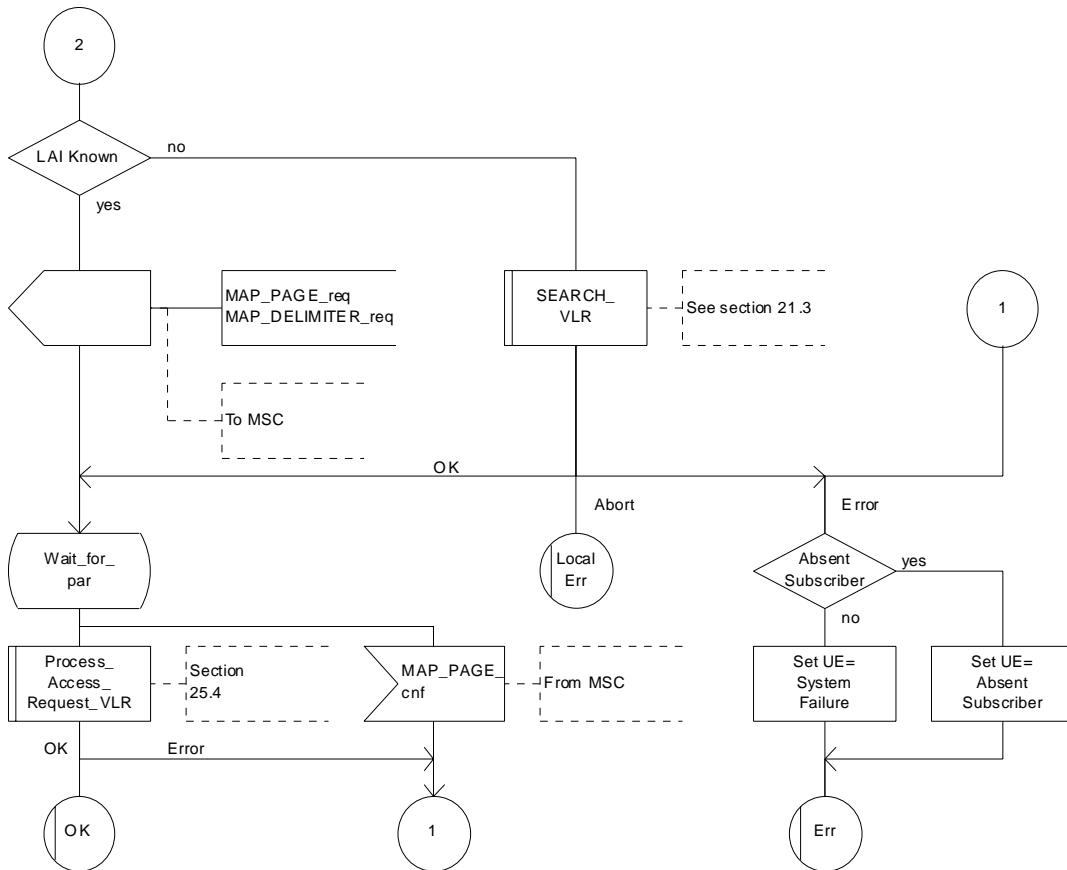 2
LAI Known
no
yes
MAP_PAGE_req
MAP_DELIMITER_req
SEARCH_
VLR
See section 21.3
1
To MSC
OK
Abort
Error
Wait_for_
par
Local
Err
Absent
Subscriber
yes
no
Process_
Access_
Request_VLR
Section
25.4
MAP_PAGE_
cnf
From MSC
Set UE=
System
Failure
Set UE=
Absent
Subscriber
OK
Error
OK
1
Err